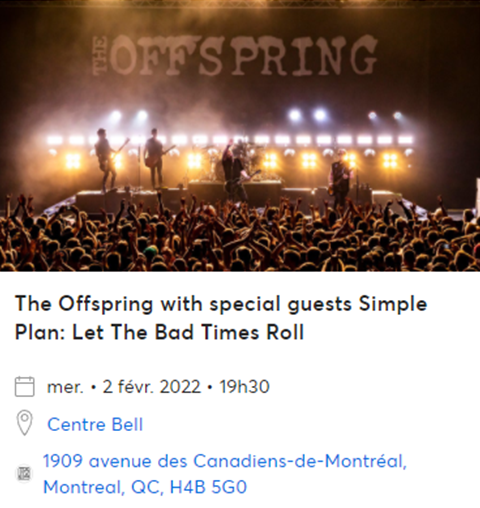 THE OFFSPRING
The Offspring with special guests Simple
Plan: Let The Bad Times Roll
mer. • 2 févr. 2022 • 19h30
Centre Bell
1909 avenue des Canadiens-de-Montréal,
Montreal, QC, H4B 5G0